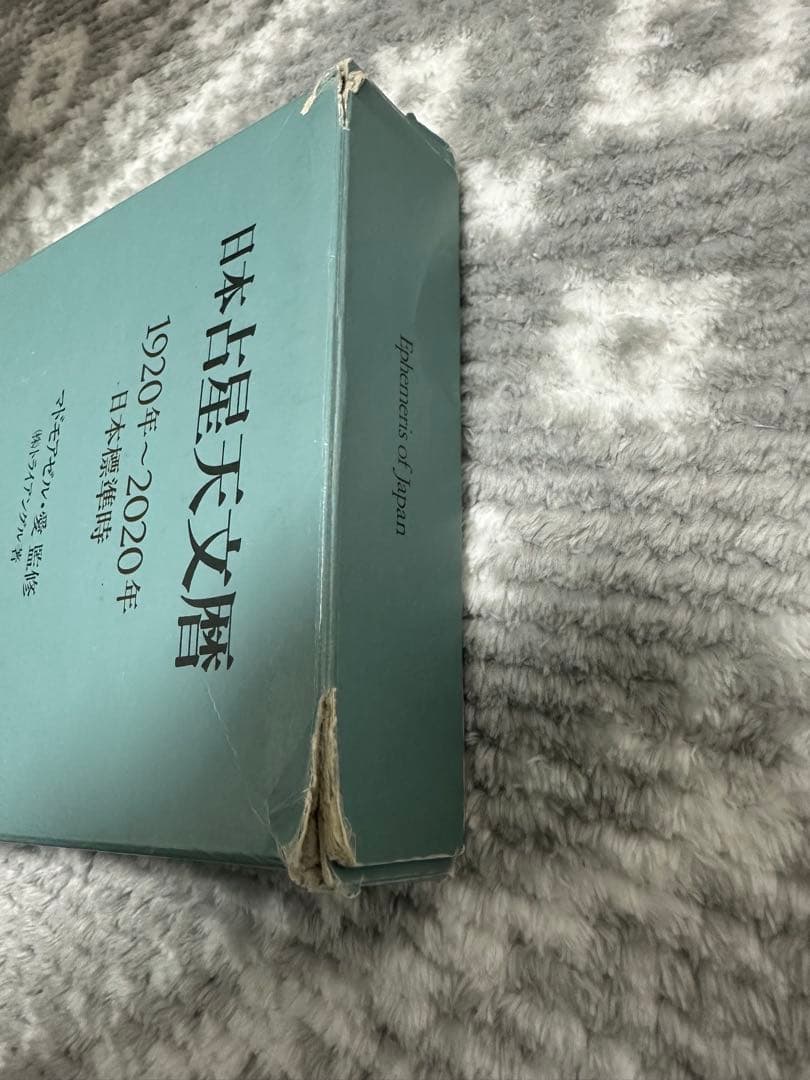 日本占星天文暦
1920年～2020年
日本標準時
マドモアゼル・愛 監修
㈱トライアングル 著
Ephemeris of Japan